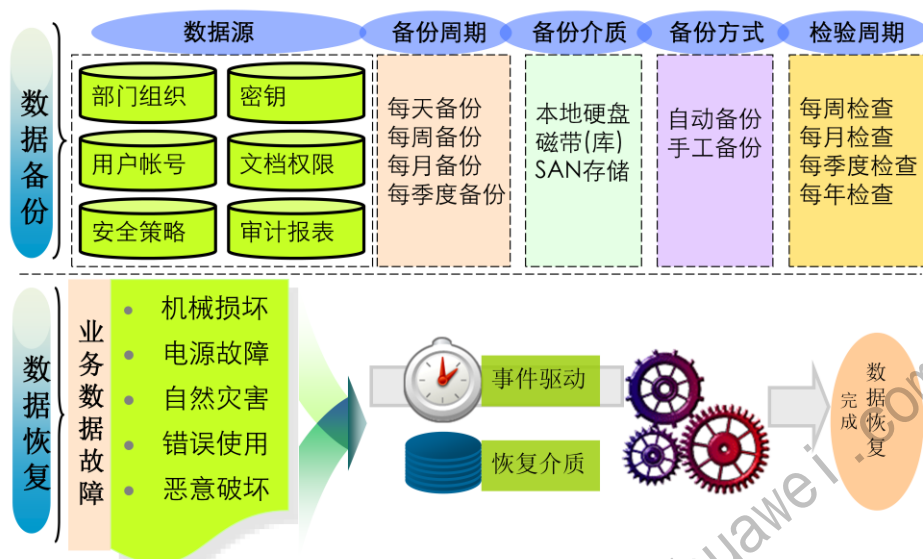 数据源
备份周期
备份介质
备份方式
检验周期
数据备份
部门组织
密钥
用户帐号
文档权限
安全策略
审计报表
每天备份
每周备份
每月备份
每季度备份
本地硬盘
磁带(库)
SAN存储
自动备份
手工备份
每周检查
每月检查
每季度检查
每年检查
数据恢复
业务数据故障
• 机械损坏
• 电源故障
• 自然灾害
• 错误使用
• 恶意破坏
事件驱动
恢复介质
数据恢复
完成
uawei.com